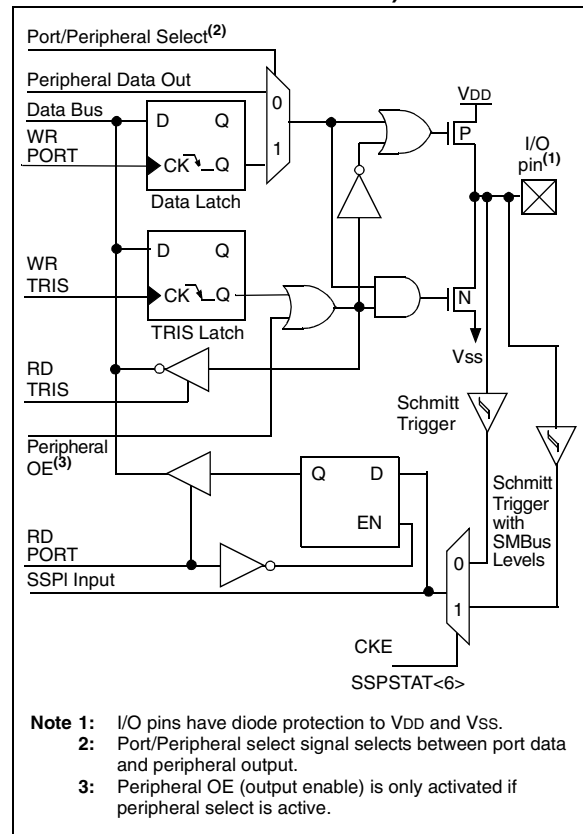 Port/Peripheral Select(2)
Peripheral Data Out
Data Bus
WR
PORT
D Q
CK Q
Data Latch
0
1
VDD
P
I/O
pin(1)
WR
TRIS
D Q
CK Q
TRIS Latch
N
VSS
RD
TRIS
Schmitt
Trigger
Peripheral
OE(3)
Q D
EN
Schmitt
Trigger
with
SMBus
Levels
RD
PORT
SSPI Input
0
1
CKE
SSPSTAT<6>
Note 1: I/O pins have diode protection to VDD and VSS.
2: Port/Peripheral select signal selects between port data
and peripheral output.
3: Peripheral OE (output enable) is only activated if
peripheral select is active.